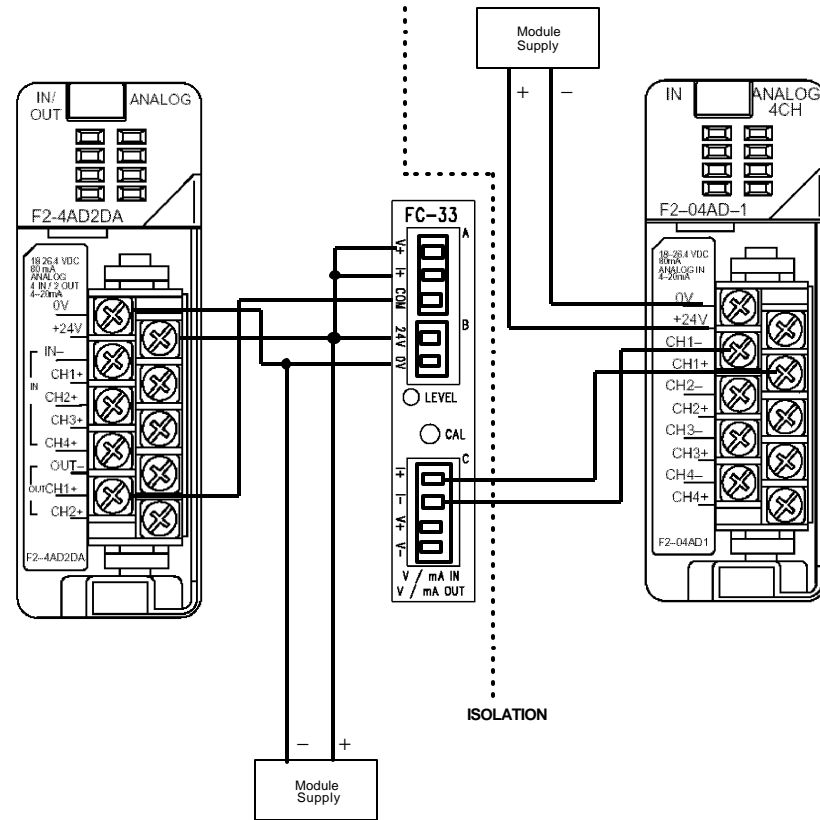 Module
Supply
+ –
IN/
OUT
ANALOG
F2-4AD2DA
18-26.4 VDC
80 mA
ANALOG
4 IN / 2 OUT
4–20mA
0V
+24V
IN–
IN
CH1+
CH2+
CH3+
CH4+
OUT–
OUT
CH1+
CH2+
F2–4AD2DA
FC-33
A
V+
I+
COM
B
24V
0V
LEVEL
CAL
C
I+
I-
V+
V-
V / mA IN
V / mA OUT
IN
ANALOG
4CH
F2–04AD–1
18–26.4 VDC
80mA
ANALOG IN
4–20mA
0V
+24V
CH1–
CH1+
CH2–
CH2+
CH3–
CH3+
CH4–
CH4+
F2–04AD1
ISOLATION
– +
Module
Supply